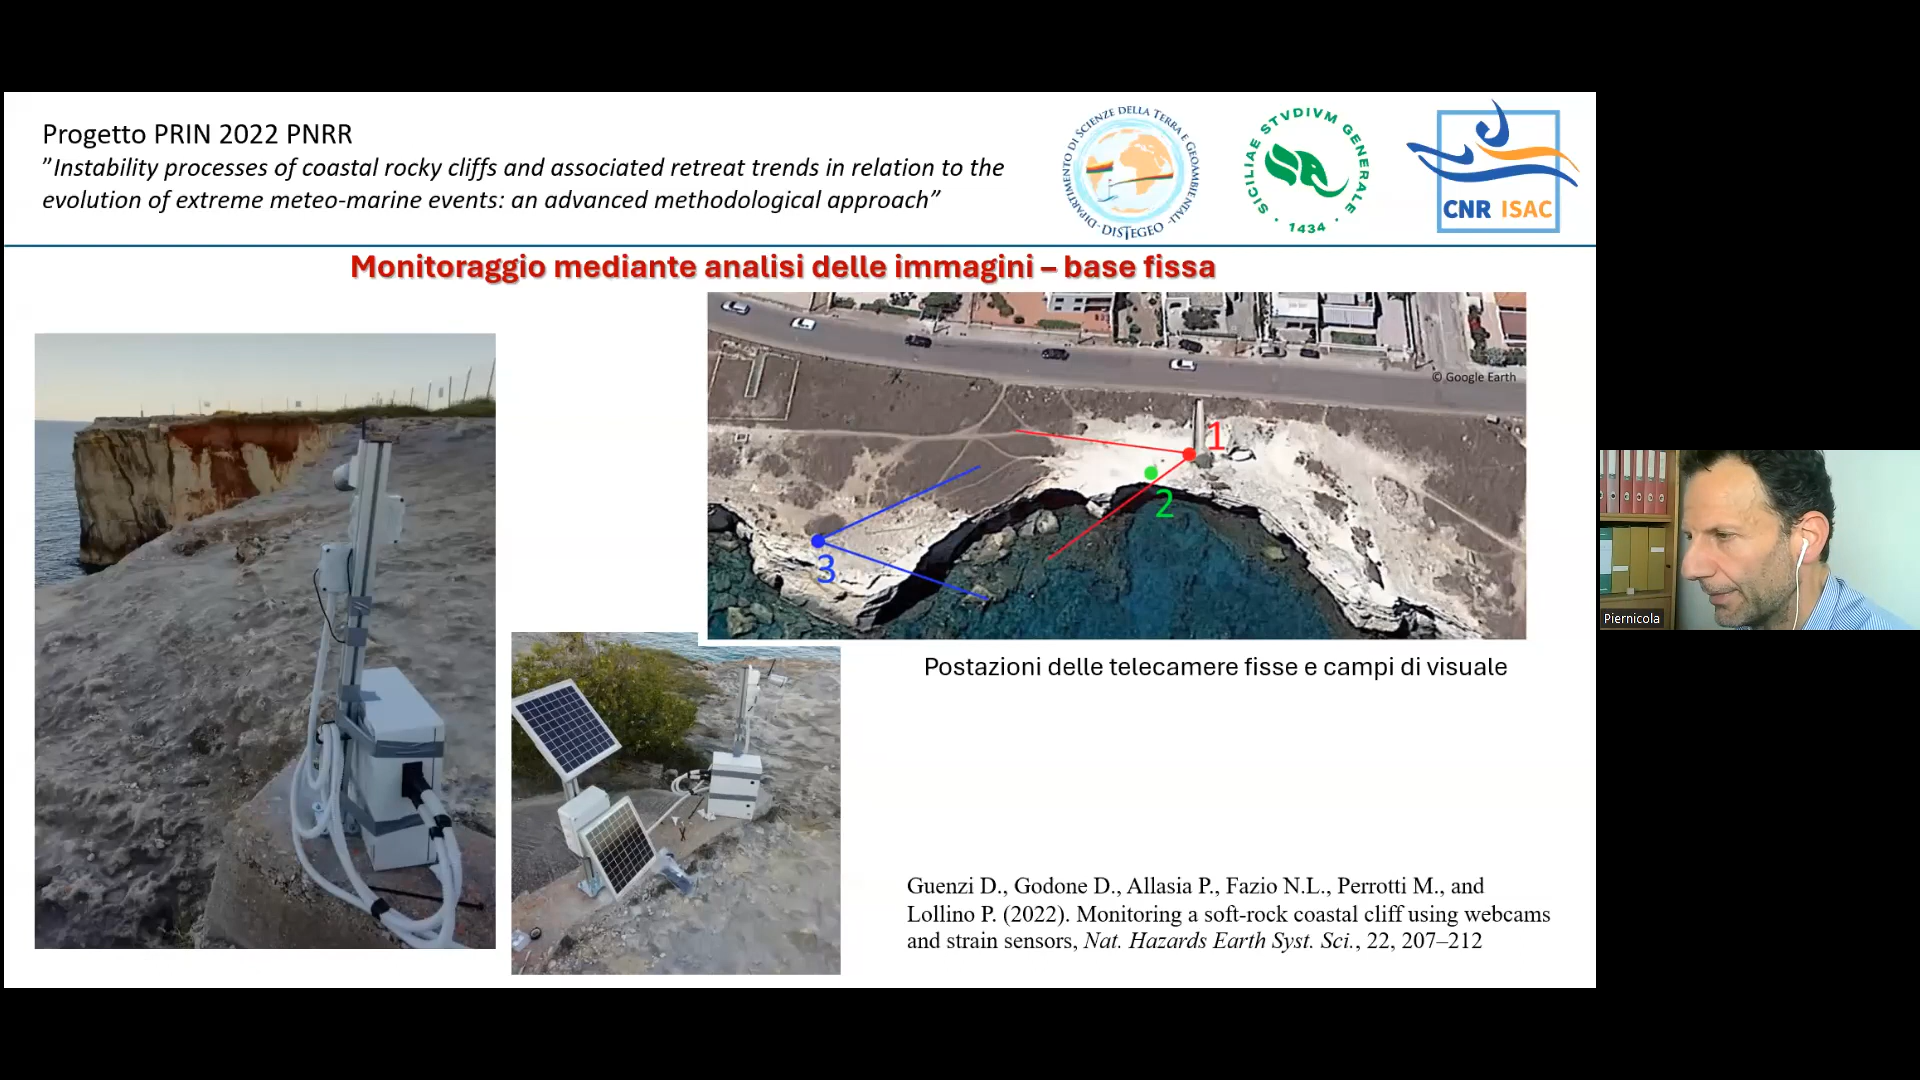 Progetto PRIN 2022 PNRR
”Instability processes of coastal rocky cliffs and associated retreat trends in relation to the
evolution of extreme meteo-marine events: an advanced methodological approach”
DIPARTIMENTO DI SCIENZE DELLA TERRA E GEOAMBIENTALI
DISTEGEO
SICILIAE STVDIVM GENERALE
1434
CNR ISAC
Monitoraggio mediante analisi delle immagini – base fissa
© Google Earth
1
2
3
Postazioni delle telecamere fisse e campi di visuale
Guenzi D., Godone D., Allasia P., Fazio N.L., Perrotti M., and
Lollino P. (2022). Monitoring a soft-rock coastal cliff using webcams
and strain sensors, Nat. Hazards Earth Syst. Sci., 22, 207–212
Piernicola